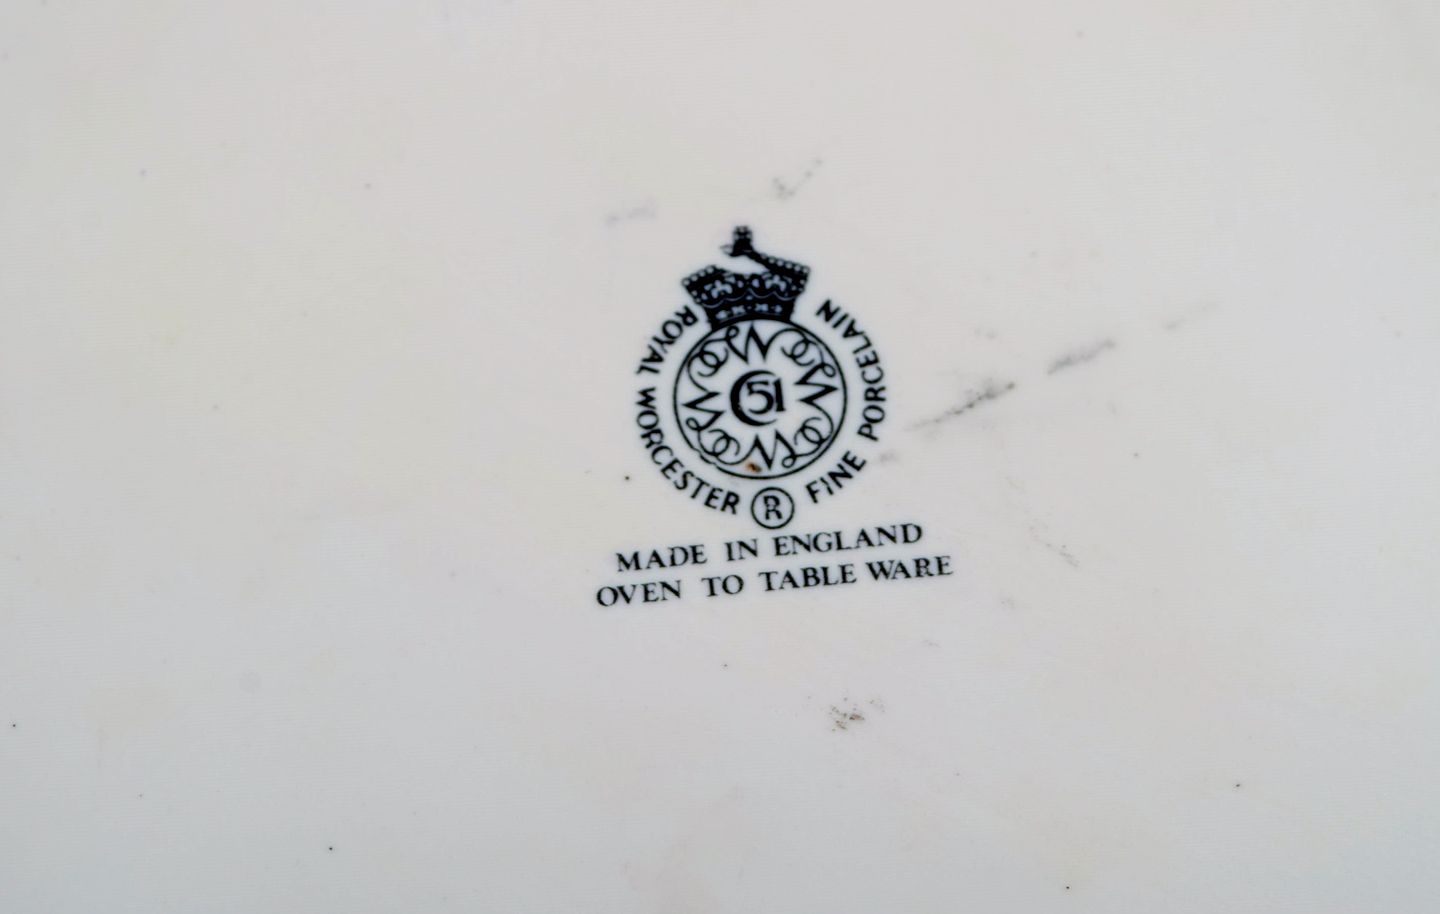 ROYAL WORCESTER ® FINE PORCELAIN
51
MADE IN ENGLAND
OVEN TO TABLE WARE